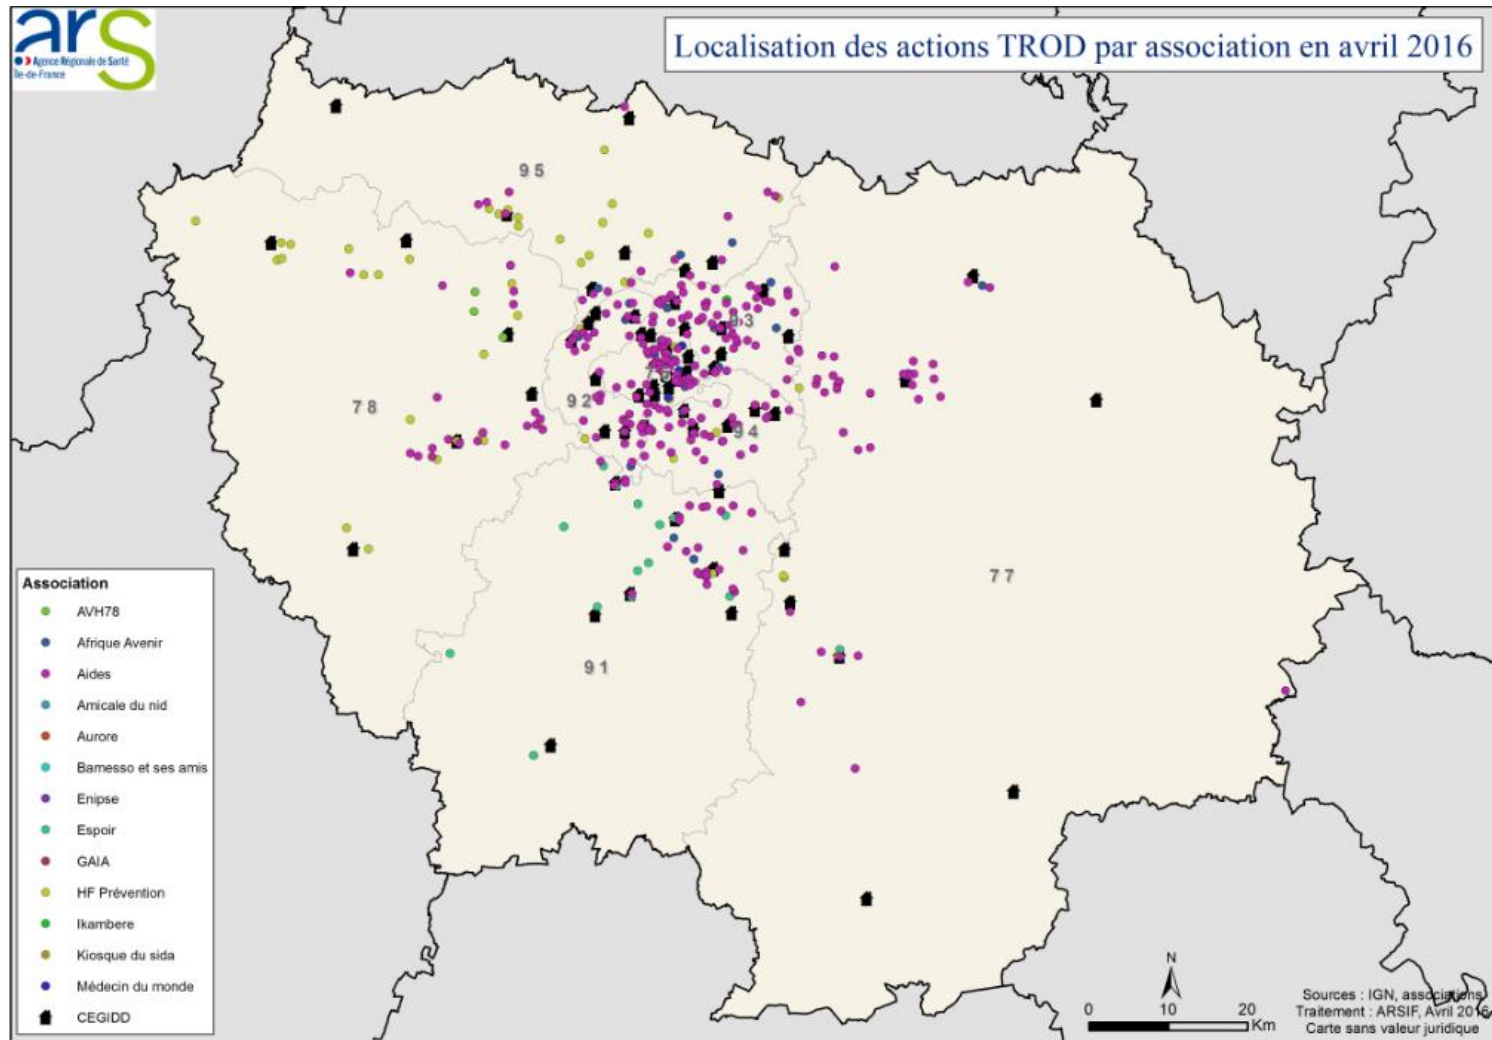 ars
Agence Régionale de Santé
Ile-de-France
Localisation des actions TROD par association en avril 2016
95
93
75
92
78
94
77
91
Association
AVH78
Afrique Avenir
Aides
Amicale du nid
Aurore
Bamesso et ses amis
Enipse
Espoir
GAIA
HF Prévention
Ikambere
Kiosque du sida
Médecin du monde
CEGIDD
N
0 10 20
Km
Sources : IGN, associations
Traitement : ARSIF, Avril 2016
Carte sans valeur juridique